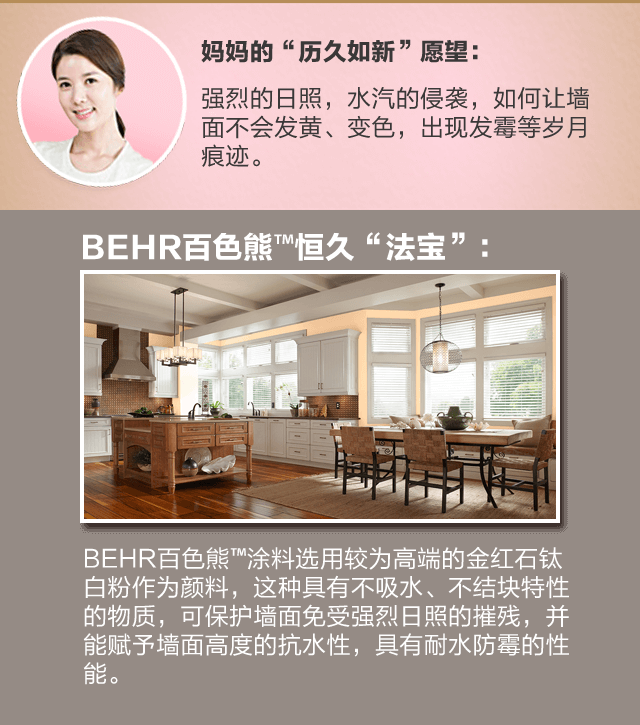 妈妈的“历久如新”愿望：
强烈的日照，水汽的侵袭，如何让墙
面不会发黄、变色，出现发霉等岁月
痕迹。
BEHR百色熊™恒久“法宝”：
BEHR百色熊™涂料选用较为高端的金红石钛
白粉作为颜料，这种具有不吸水、不结块特性
的物质，可保护墙面免受强烈日照的摧残，并
能赋予墙面高度的抗水性，具有耐水防霉的性
能。